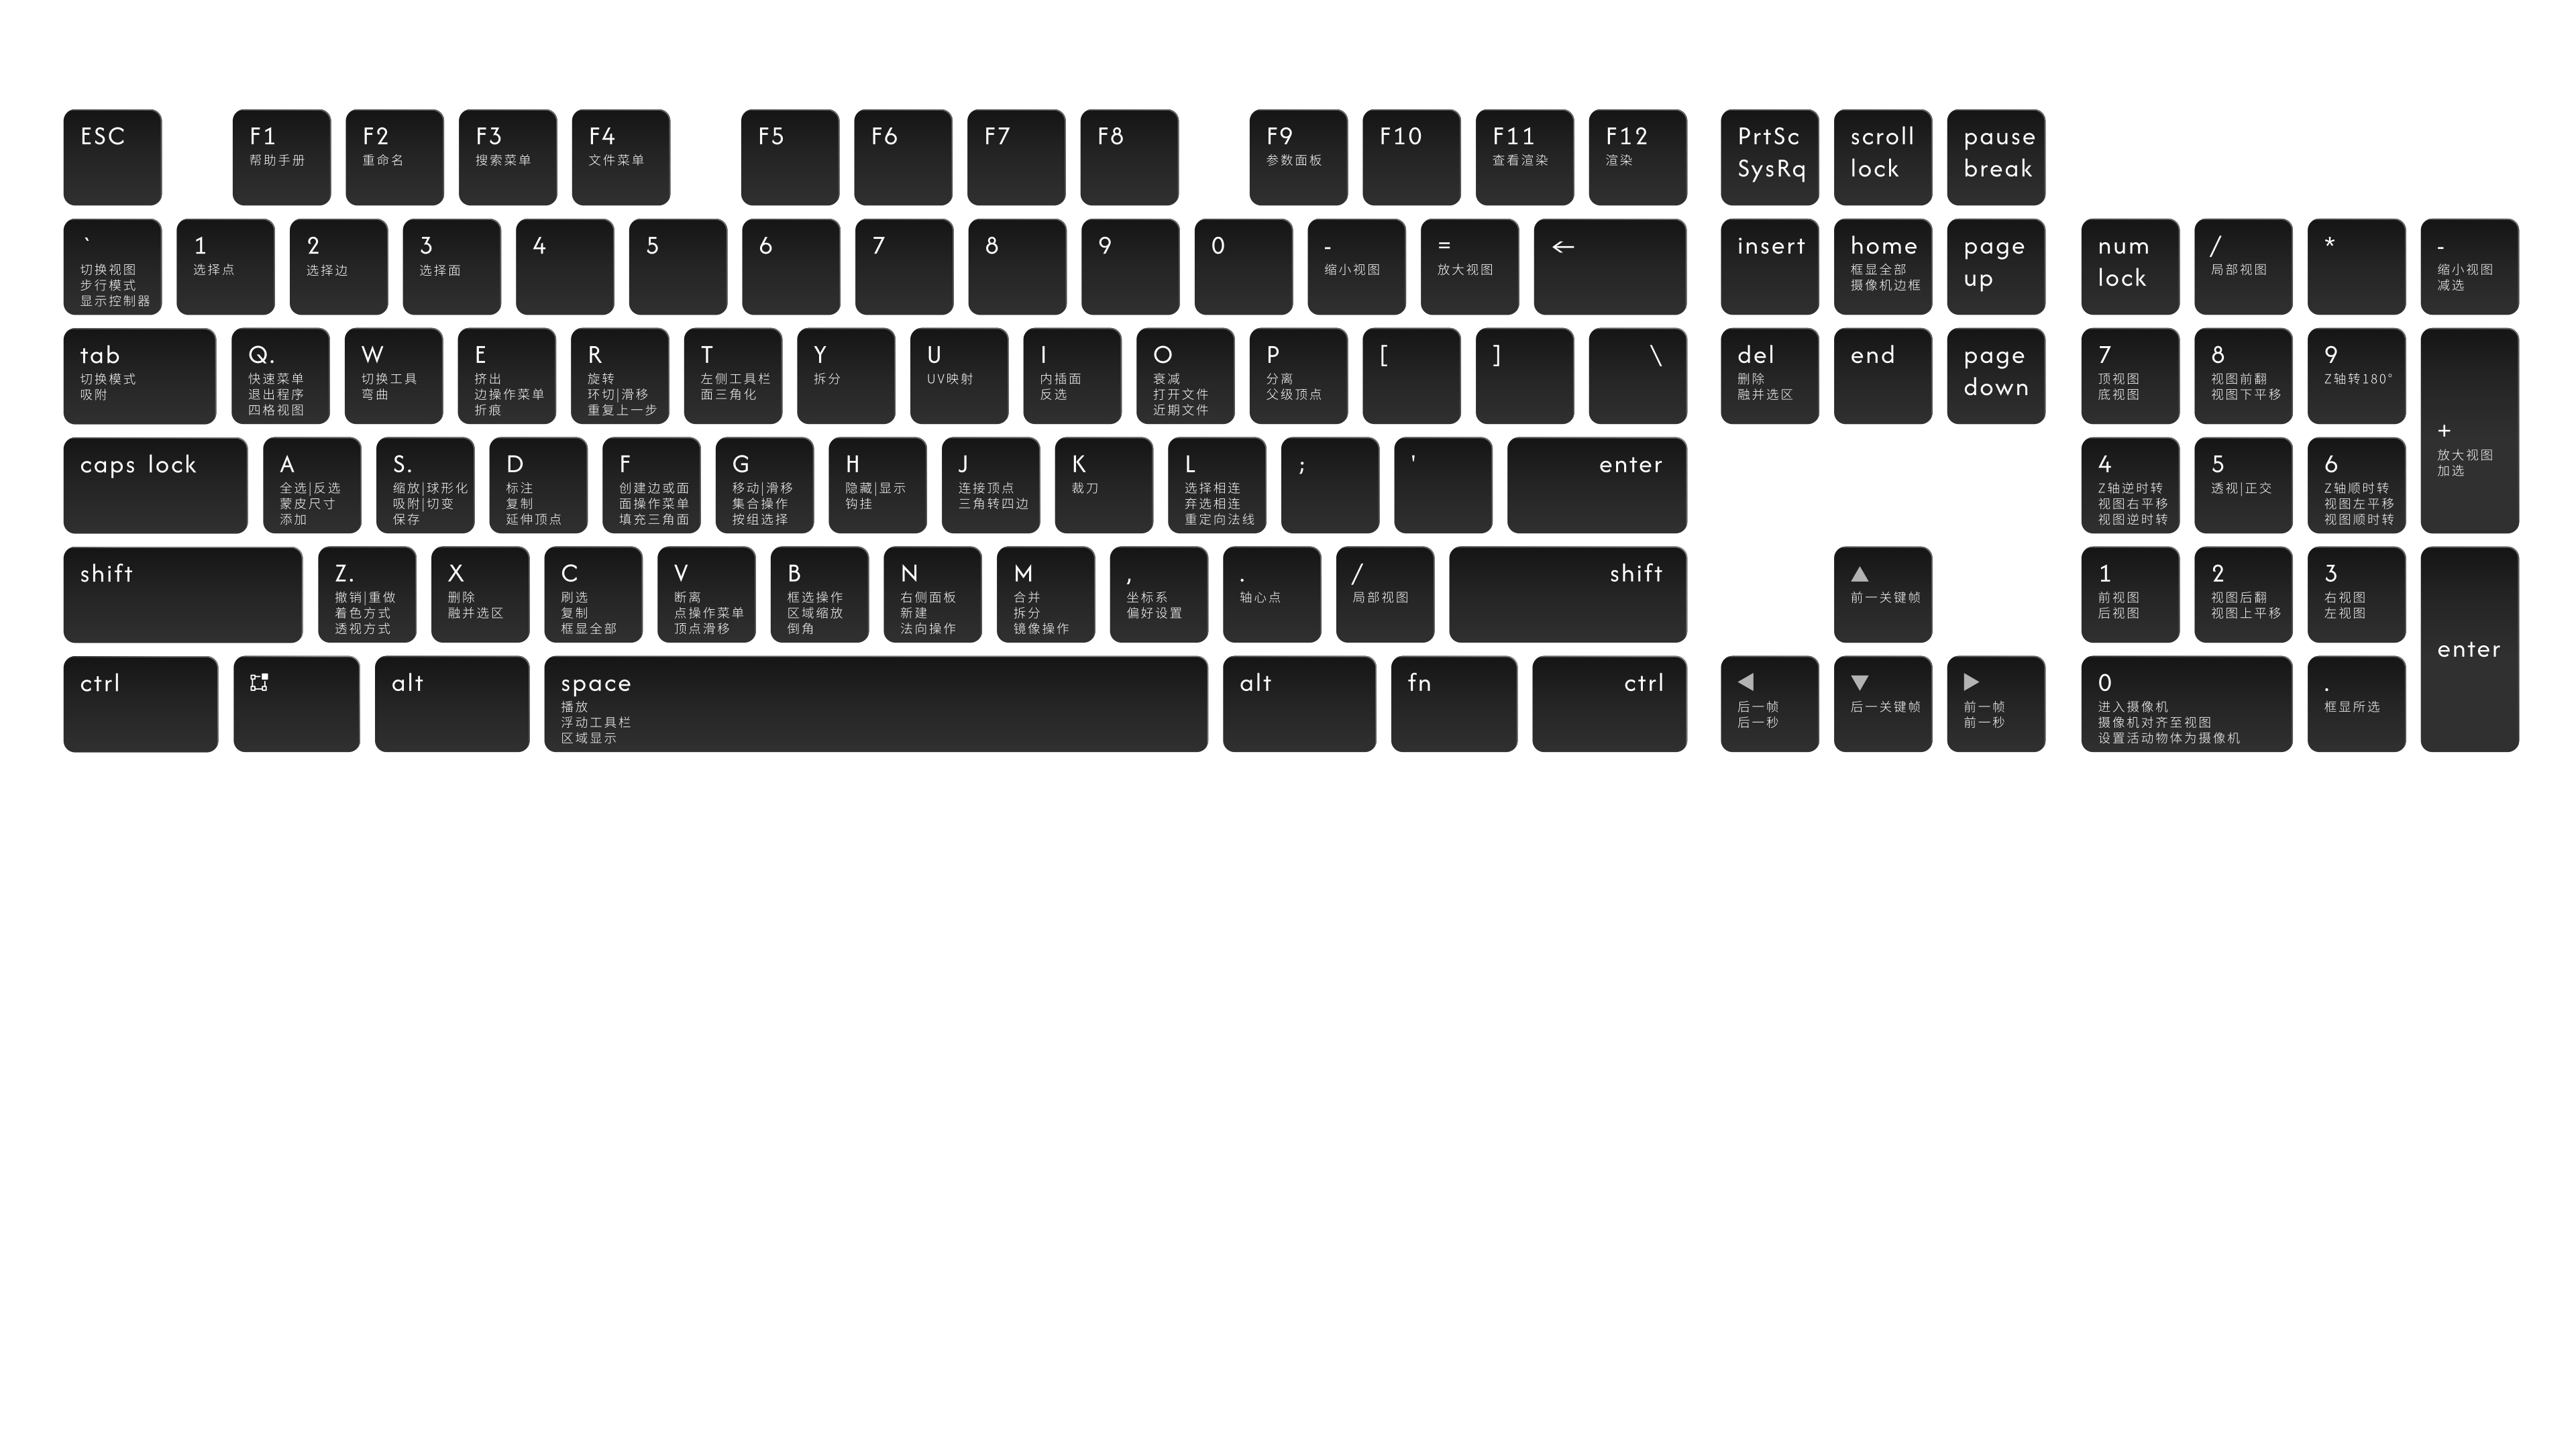 ESC
F1
帮助手册
F2
重命名
F3
搜索菜单
F4
文件菜单
F5
F6
F7
F8
F9
参数面板
F10
F11
查看渲染
F12
渲染
PrtSc
SysRq
scroll
lock
pause
break
`
切换视图
步行模式
显示控制器
1
选择点
2
选择边
3
选择面
4
5
6
7
8
9
0
-
缩小视图
=
放大视图
←
insert
home
框显全部
摄像机边框
page
up
num
lock
/
局部视图
*
-
缩小视图
减选
tab
切换模式
吸附
Q.
快速菜单
退出程序
四格视图
W
切换工具
弯曲
E
挤出
边操作菜单
折痕
R
旋转
环切|滑移
重复上一步
T
左侧工具栏
面三角化
Y
拆分
U
UV映射
I
内插面
反选
O
衰减
打开文件
近期文件
P
分离
父级顶点
[
]
\
del
删除
融并选区
end
page
down
7
顶视图
底视图
8
视图前翻
视图下平移
9
Z轴转180°
+
放大视图
加选
caps lock
A
全选|反选
蒙皮尺寸
添加
S.
缩放|球形化
吸附|切变
保存
D
标注
复制
延伸顶点
F
创建边或面
面操作菜单
填充三角面
G
移动|滑移
集合操作
按组选择
H
隐藏|显示
钩挂
J
连接顶点
三角转四边
K
裁刀
L
选择相连
弃选相连
重定向法线
;
'
enter
4
Z轴逆时转
视图右平移
视图逆时转
5
透视|正交
6
Z轴顺时转
视图左平移
视图顺时转
shift
Z.
撤销|重做
着色方式
透视方式
X
删除
融并选区
C
刷选
复制
框显全部
V
断离
点操作菜单
顶点滑移
B
框选操作
区域缩放
倒角
N
右侧面板
新建
法向操作
M
合并
拆分
镜像操作
,
坐标系
偏好设置
.
轴心点
/
局部视图
shift
▲
前一关键帧
1
前视图
后视图
2
视图后翻
视图上平移
3
右视图
左视图
enter
ctrl
alt
space
播放
浮动工具栏
区域显示
alt
fn
ctrl
◀
后一帧
后一秒
▼
后一关键帧
▶
前一帧
前一秒
0
进入摄像机
摄像机对齐至视图
设置活动物体为摄像机
.
框显所选